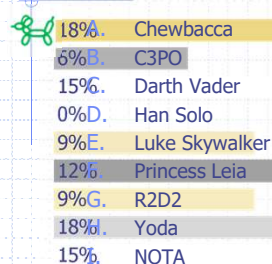 18% A. Chewbacca
6% B. C3PO
15% C. Darth Vader
0% D. Han Solo
9% E. Luke Skywalker
12% F. Princess Leia
9% G. R2D2
18% H. Yoda
15% I. NOTA